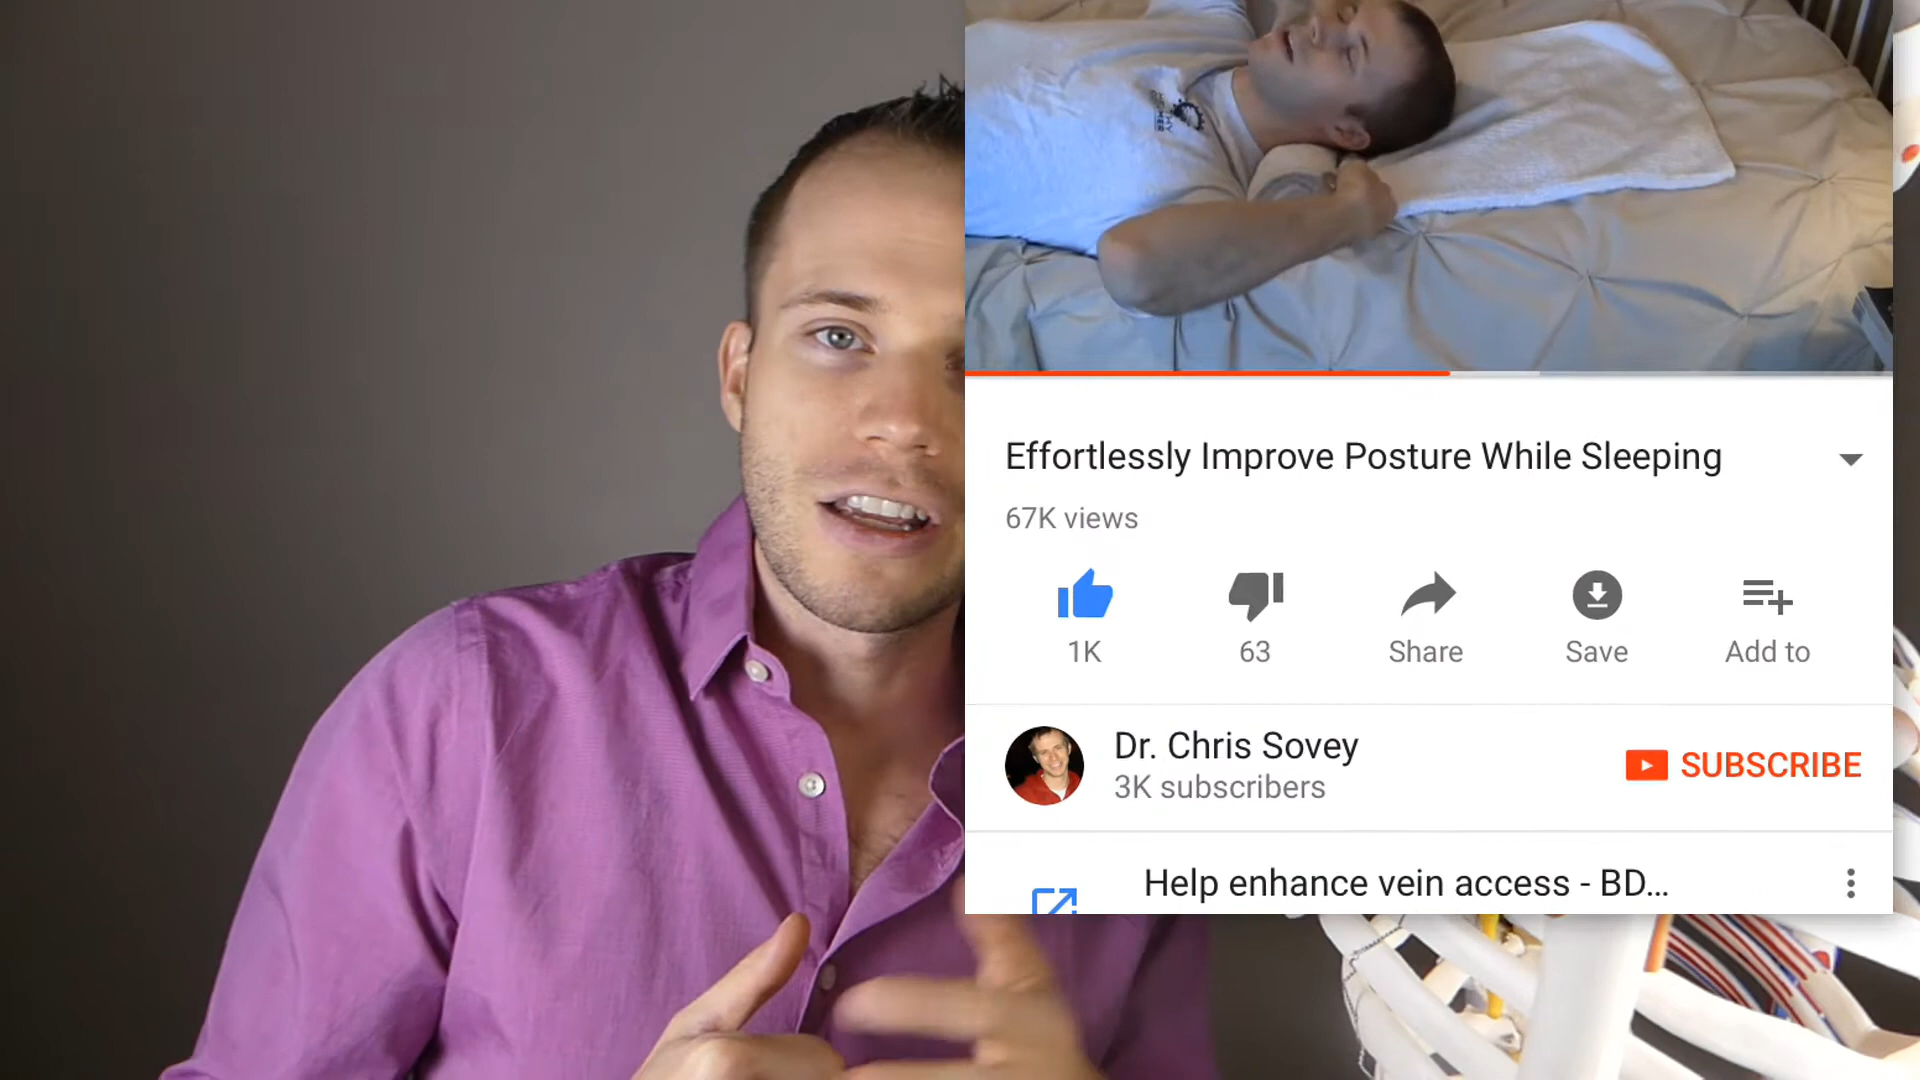 Effortlessly Improve Posture While Sleeping
67K views
1K
63
Share
Save
Add to
Dr. Chris Sovey
3K subscribers
SUBSCRIBE
Help enhance vein access - BD...